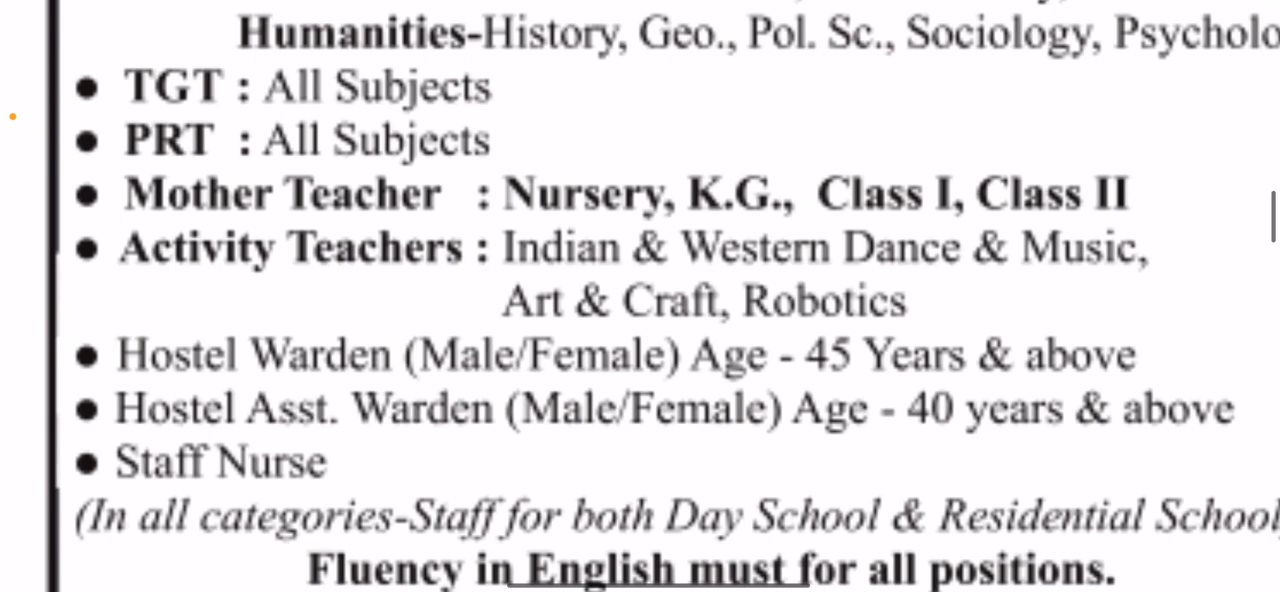 Humanities-History, Geo., Pol. Sc., Sociology,
● TGT : All Subjects
● PRT : All Subjects
● Mother Teacher : Nursery, K.G., Class I, Class II
● Activity Teachers : Indian & Western Dance & Music,
Art & Craft, Robotics
● Hostel Warden (Male/Female) Age - 45 Years & above
● Hostel Asst. Warden (Male/Female) Age - 40 years & above
● Staff Nurse
(In all categories-Staff for both Day School & Residential School
Fluency in English must for all positions.